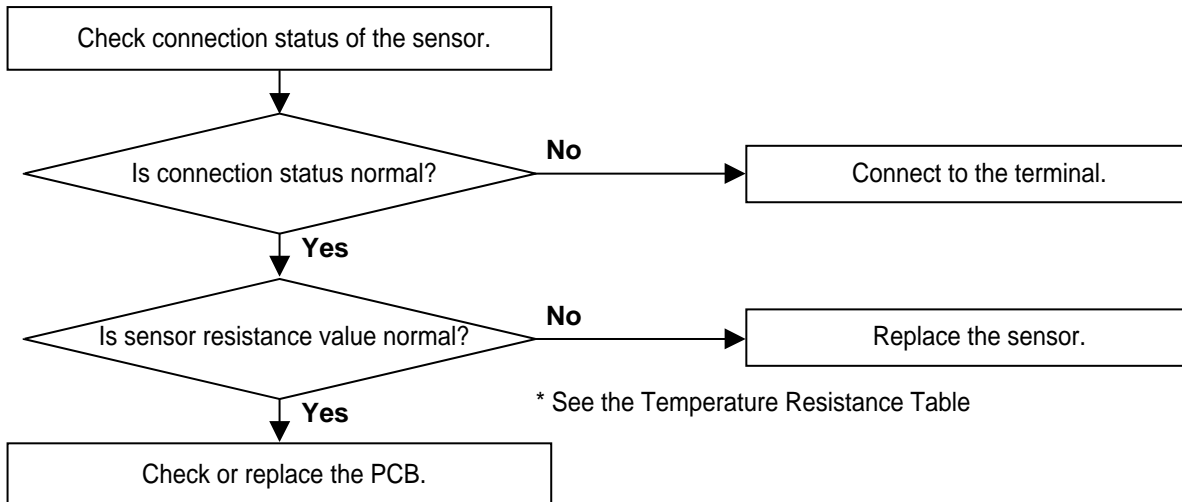 Check connection status of the sensor.
Is connection status normal?
No
Connect to the terminal.
Yes
Is sensor resistance value normal?
No
Replace the sensor.
* See the Temperature Resistance Table
Yes
Check or replace the PCB.